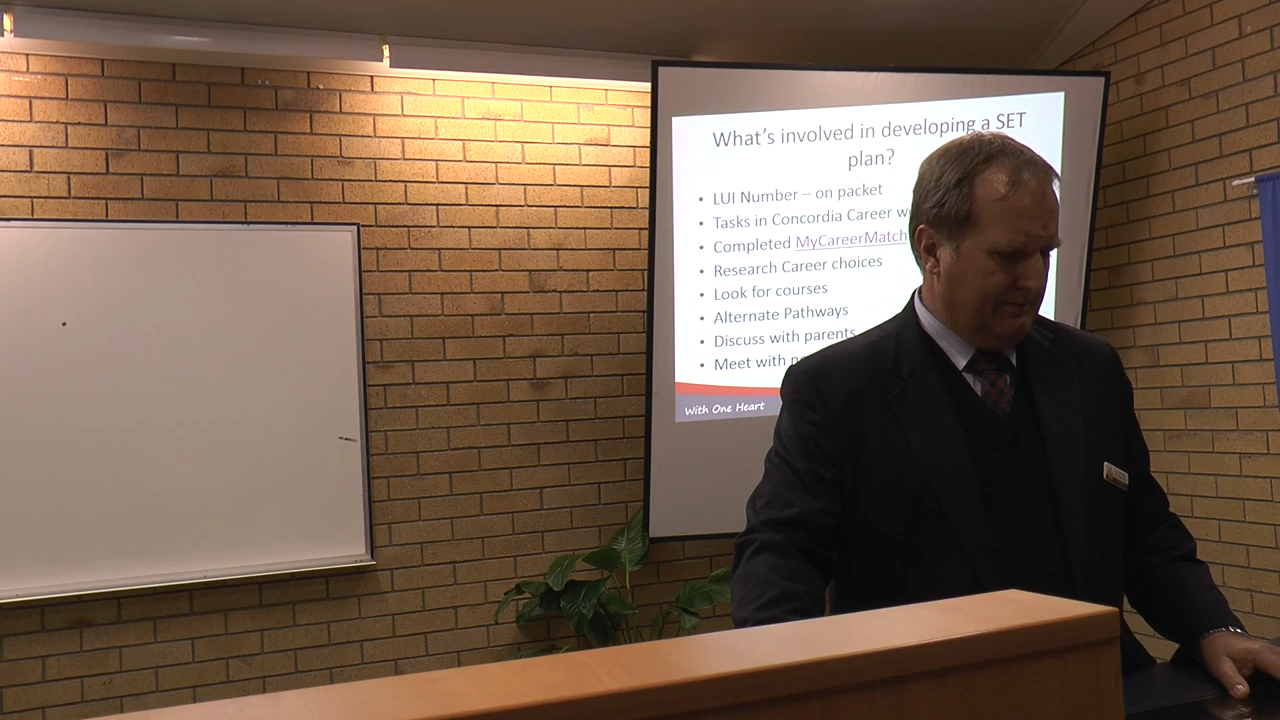 What's involved in developing a SET
plan?
• LUI Number – on packet
• Tasks in Concordia Career
• Completed MyCareerMatch
• Research Career choices
• Look for courses
• Alternate Pathways
• Discuss with parents
• Meet with
With One Heart